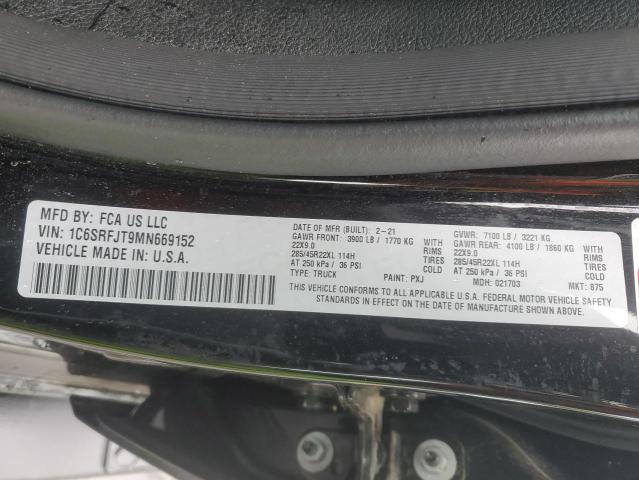 MFD BY: FCA US LLC
VIN: 1C6SRFJT9MN669152
VEHICLE MADE IN: U.S.A.
DATE OF MFR (BUILT): 2-21
GAWR FRONT: 3900 LB / 1770 KG WITH
22X9.0 RIMS
285/45R22XL 114H TIRES
AT 250 kPa / 36 PSI COLD
TYPE: TRUCK PAINT: PXJ
GVWR: 7100 LB / 3221 KG
GAWR REAR: 4100 LB / 1860 KG WITH
22X9.0 RIMS
285/45R22XL 114H TIRES
AT 250 kPa / 36 PSI COLD
MDH: 021703 MKT: 875
THIS VEHICLE CONFORMS TO ALL APPLICABLE U.S.A. FEDERAL MOTOR VEHICLE SAFETY
STANDARDS IN EFFECT ON THE DATE OF MANUFACTURE SHOWN ABOVE.